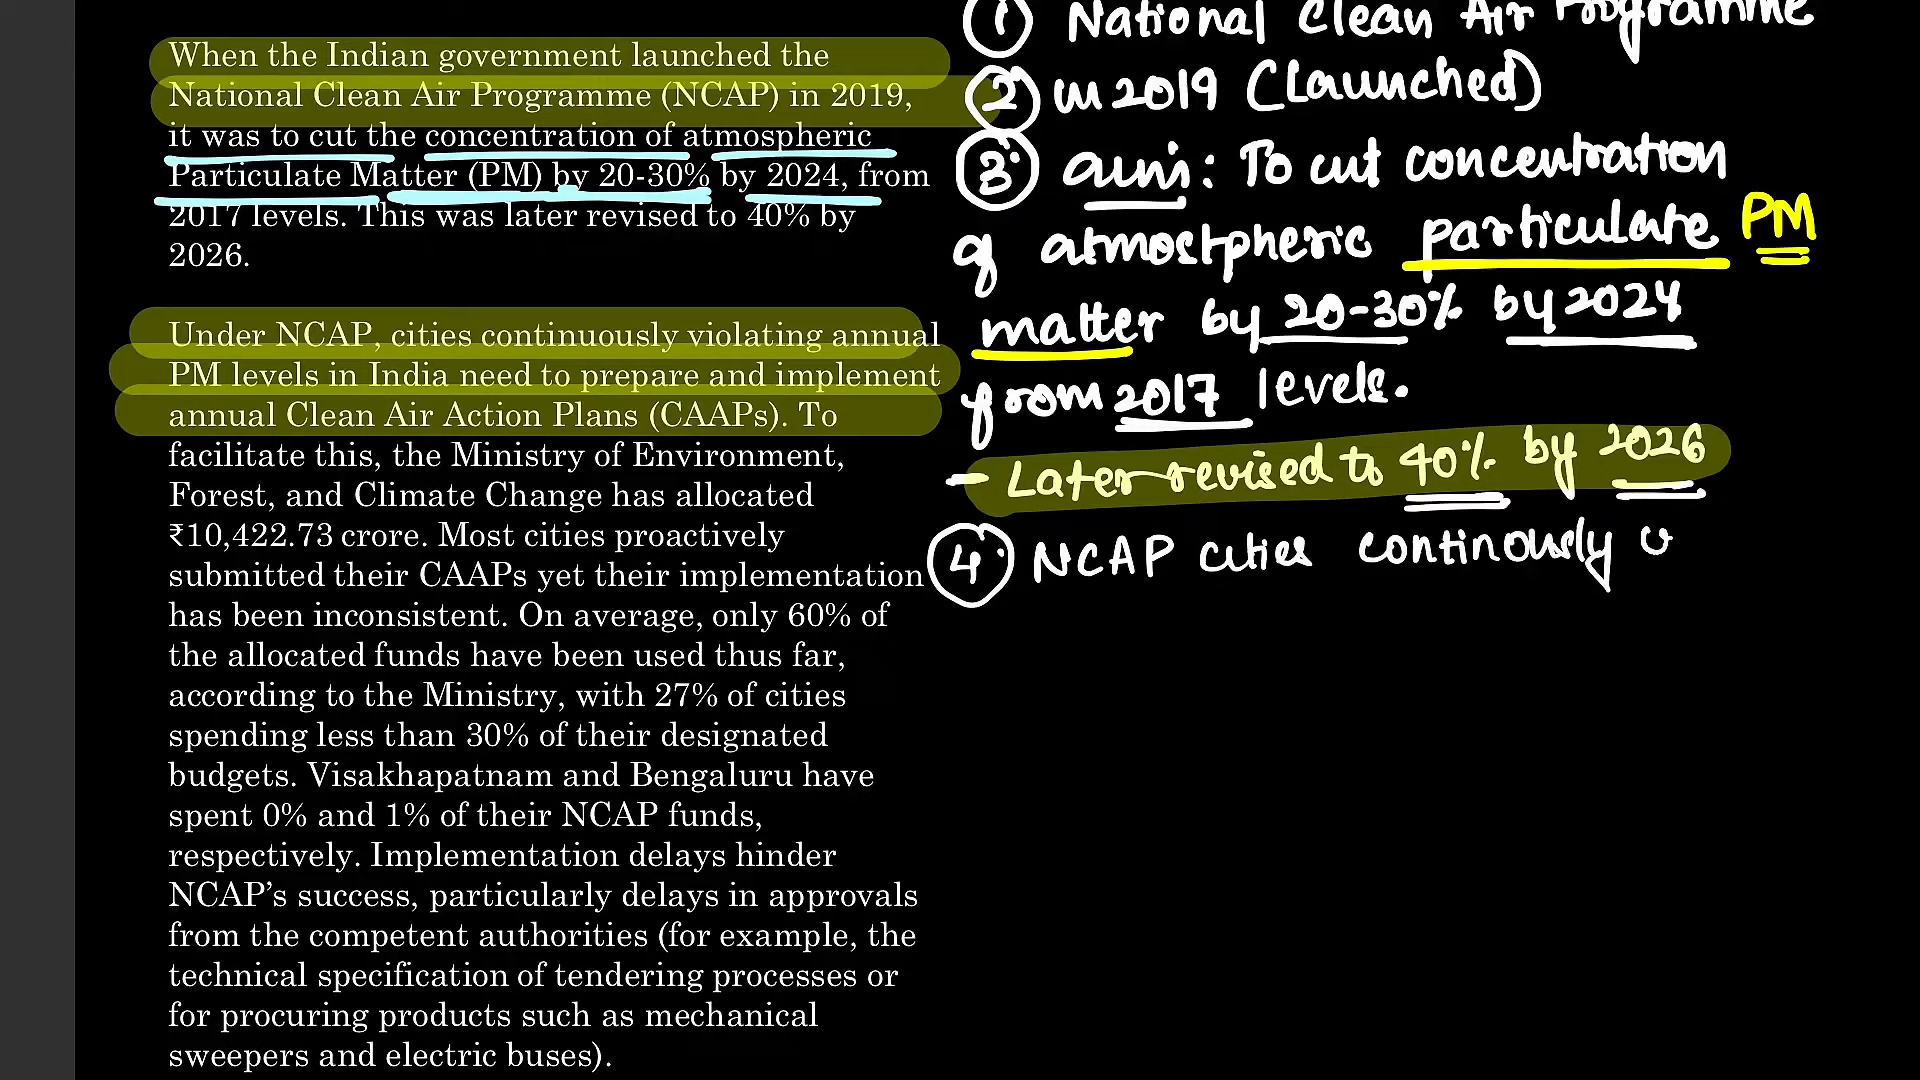 When the Indian government launched the
National Clean Air Programme (NCAP) in 2019,
it was to cut the concentration of atmospheric
Particulate Matter (PM) by 20-30% by 2024, from
2017 levels. This was later revised to 40% by
2026.
Under NCAP, cities continuously violating annual
PM levels in India need to prepare and implement
annual Clean Air Action Plans (CAAPs). To
facilitate this, the Ministry of Environment,
Forest, and Climate Change has allocated
₹10,422.73 crore. Most cities proactively
submitted their CAAPs yet their implementation
has been inconsistent. On average, only 60% of
the allocated funds have been used thus far,
according to the Ministry, with 27% of cities
spending less than 30% of their designated
budgets. Visakhapatnam and Bengaluru have
spent 0% and 1% of their NCAP funds,
respectively. Implementation delays hinder
NCAP’s success, particularly delays in approvals
from the competent authorities (for example, the
technical specification of tendering processes or
for procuring products such as mechanical
sweepers and electric buses).
1 National Clean Air Programme
2 in 2019 (Launched)
3 aim: To cut concentration
of atmostpheric particulate PM
matter by 20-30% by 2024
from 2017 levels.
- Later revised to 40% by 2026
4 NCAP cities continously v